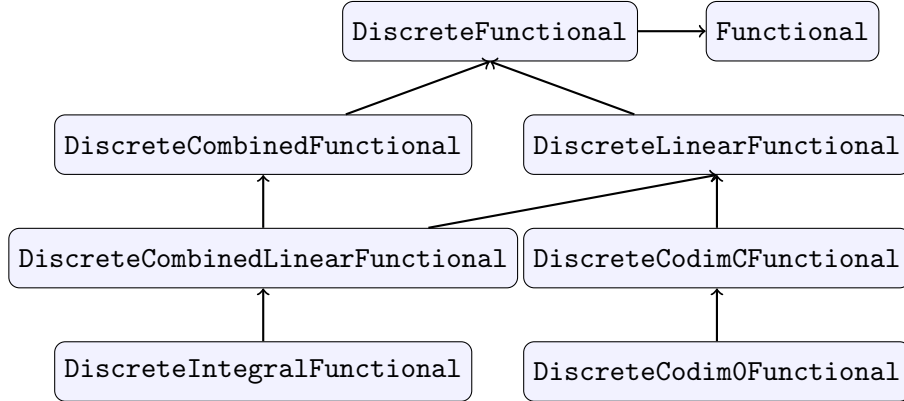 DiscreteFunctional
Functional
DiscreteCombinedFunctional
DiscreteLinearFunctional
DiscreteCombinedLinearFunctional
DiscreteCodimCFunctional
DiscreteIntegralFunctional
DiscreteCodim0Functional